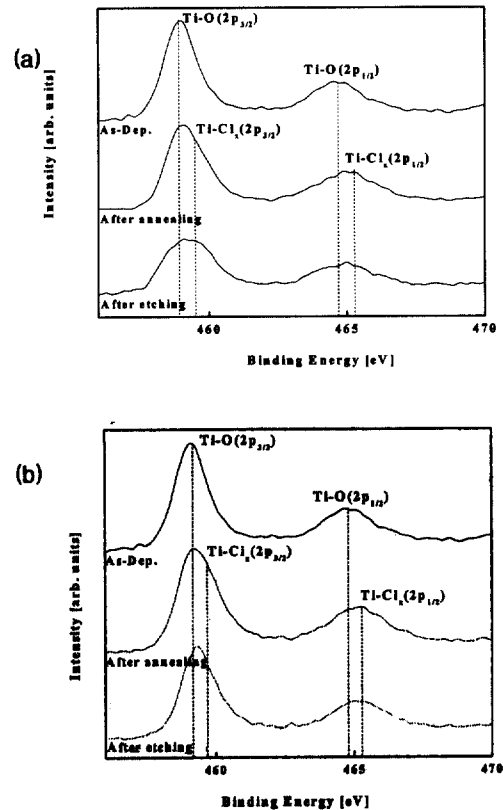 (a)
Ti-O(2p3/2)
Ti-O(2p1/2)
As-Dep.
Ti-Clx(2p3/2)
Ti-Clx(2p1/2)
After annealing
After etching
Intensity [arb. units]
460
465
470
Binding Energy [eV]
(b)
Ti-O(2p3/2)
Ti-O(2p1/2)
As-Dep.
Ti-Clx(2p3/2)
Ti-Clx(2p1/2)
After annealing
After etching
Intensity [arb. units]
460
465
470
Binding Energy [eV]